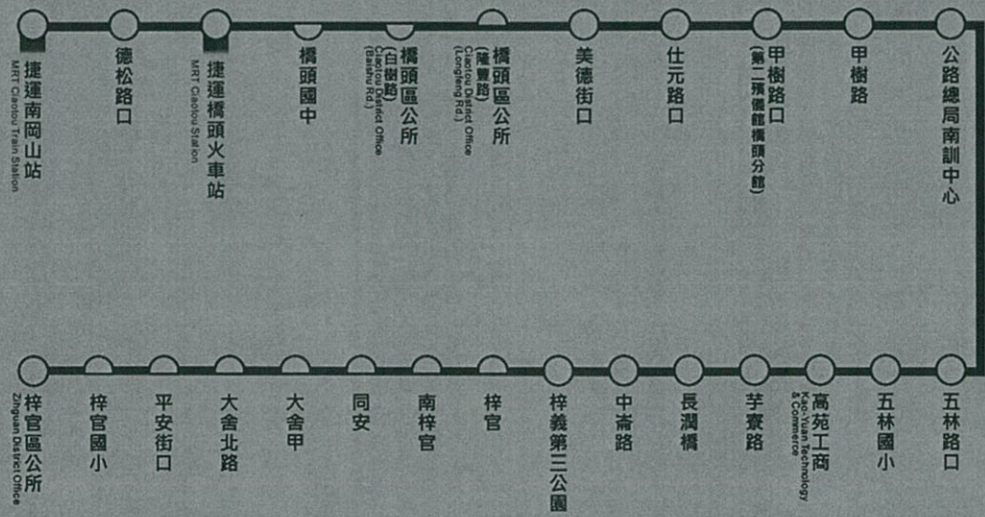 捷運南岡山站
MRT Ciaotou Train Station
德松路口
捷運橋頭火車站
MRT Ciaotou Station
橋頭國中
橋頭區公所
(白樹路)
Ciaotou District Office
(Baishu Rd.)
橋頭區公所
(隆豐路)
Ciaotou District Office
(Longfeng Rd.)
美德街口
仕元路口
甲樹路口
(第二殯儀館橋頭分館)
甲樹路
公路總局南訓中心
梓官區公所
Zihguan District Office
梓官國小
平安街口
大舍北路
大舍甲
同安
南梓官
梓官
梓義第三公園
中崙路
長潤橋
芋寮路
高苑工商
Kao-Yuan Technology
& Commerce
五林國小
五林路口